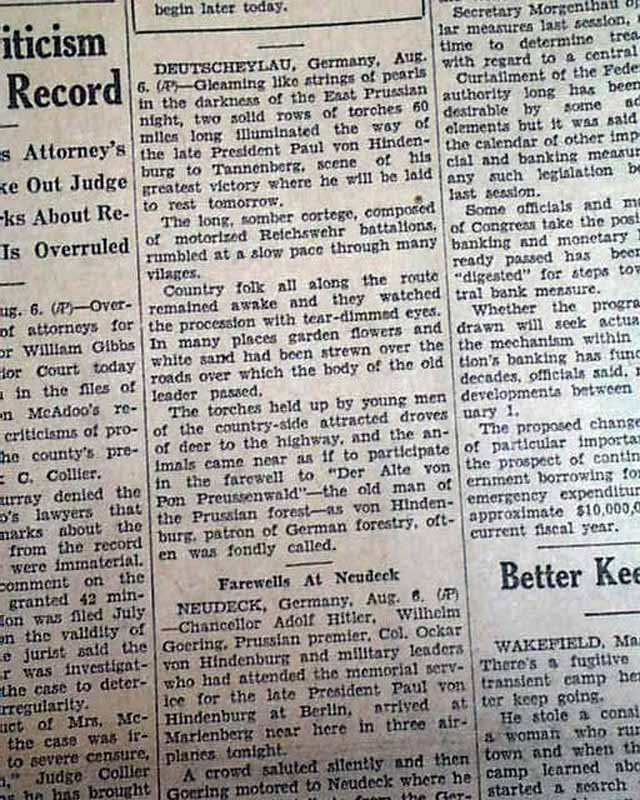 iticism
Record
s Attorney's
ke Out Judge
rks About Re-
Is Overruled
ug. 6. (AP)—Over-
of attorneys for
or William Gibbs
ior Court today
in the files of
n McAdoo's re-
criticisms of pro-
he county's pre-
C. Collier.
urray denied the
o's lawyers that
marks about the
from the record
were immaterial.
comment on the
granted 42 min-
ion was filed July
en the validity of
e jurist said the
r was investigat-
the case to deter-
rregularity.
uct of Mrs. Mc-
the case was ir-
to severe censure,
Judge Collier
s he has brought
begin later today.
DEUTSCHEYLAU, Germany, Aug.
6. (AP)—Gleaming like strings of pearls
in the darkness of the East Prussian
night, two solid rows of torches 60
miles long illuminated the way of
the late President Paul von Hinden-
burg to Tannenberg, scene of his
greatest victory where he will be laid
to rest tomorrow.
The long, somber cortege, composed
of motorized Reichswehr battalions,
rumbled at a slow pace through many
vilages.
Country folk all along the route
remained awake and they watched
the procession with tear-dimmed eyes.
In many places garden flowers and
white sand had been strewn over the
roads over which the body of the old
leader passed.
The torches held up by young men
of the country-side attracted droves
of deer to the highway, and the an-
imals came near as if to participate
in the farewell to "Der Alte von
Pon Preussenwald"—the old man of
the Prussian forest—as von Hinden-
burg, patron of German forestry, oft-
en was fondly called.
Farewells At Neudeck
NEUDECK, Germany, Aug. 6. (AP)
—Chancellor Adolf Hitler, Wilhelm
Goering, Prussian premier, Col. Ockar
von Hindenburg and military leaders
who had attended the memorial serv-
ice for the late President Paul von
Hindenburg at Berlin, arrived at
Marienberg near here in three air-
planes tonight.
A crowd saluted silently and then
Goering motored to Neudeck where he
from the Ger-
Secretary Morgenthau
lar measures last session,
time to determine trea
with regard to a central
Curtailment of the Fede
authority long has been
desirable by some
elements but it was said
the calendar of other imp
cial and banking measur
any such legislation be
last session.
Some officials and m
of Congress take the pos
banking and monetary
ready passed has been
"digested" for steps tow
tral bank measure.
Whether the progra
drawn will seek actua
the mechanism within
tion's banking has func
decades, officials said,
developments between
uary 1.
The proposed change
of particular importa
the prospect of contin
ernment borrowing fo
emergency expenditu
approximate $10,000,0
current fiscal year.
Better Kee
WAKEFIELD, Ma
There's a fugitive
transient camp he
ter keep going.
He stole a consi
a woman who run
town and when th
camp learned abo
started a search